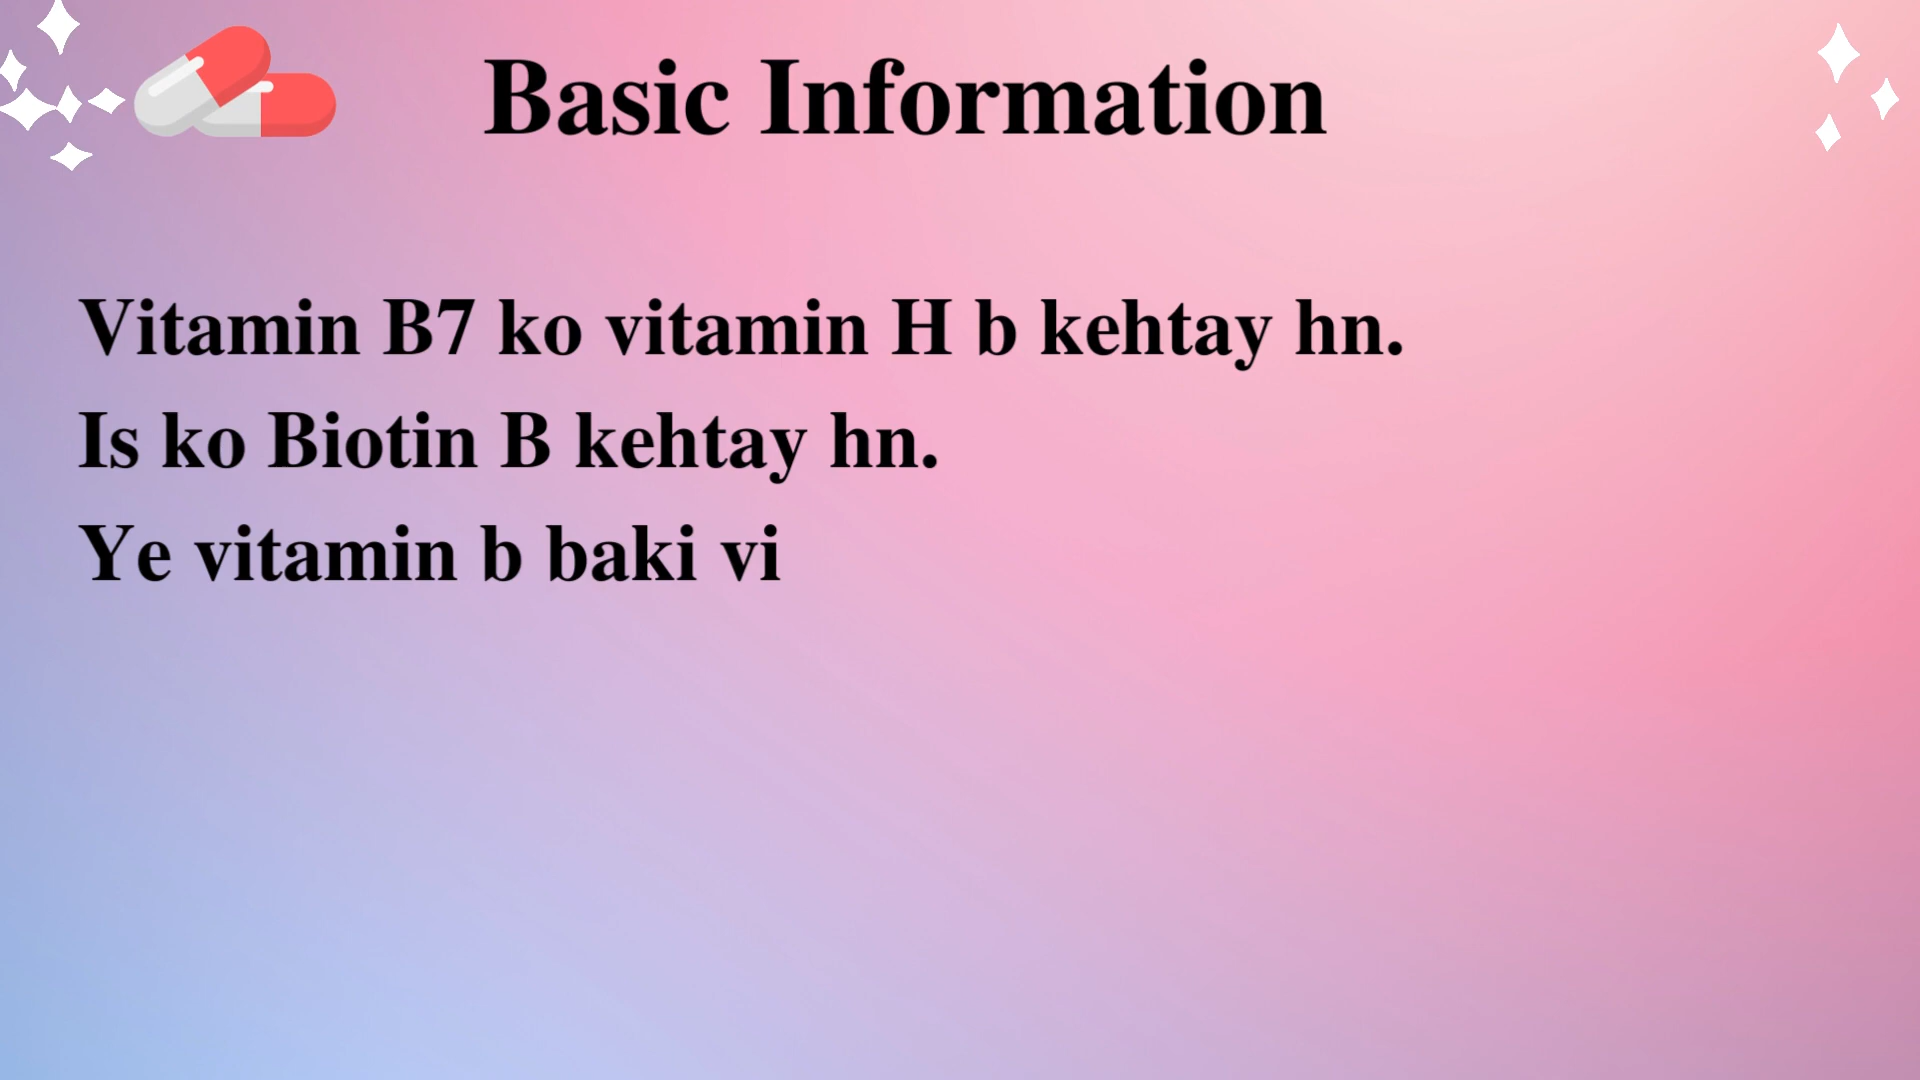 Basic Information
Vitamin B7 ko vitamin H b kehtay hn.
Is ko Biotin B kehtay hn.
Ye vitamin b baki vi